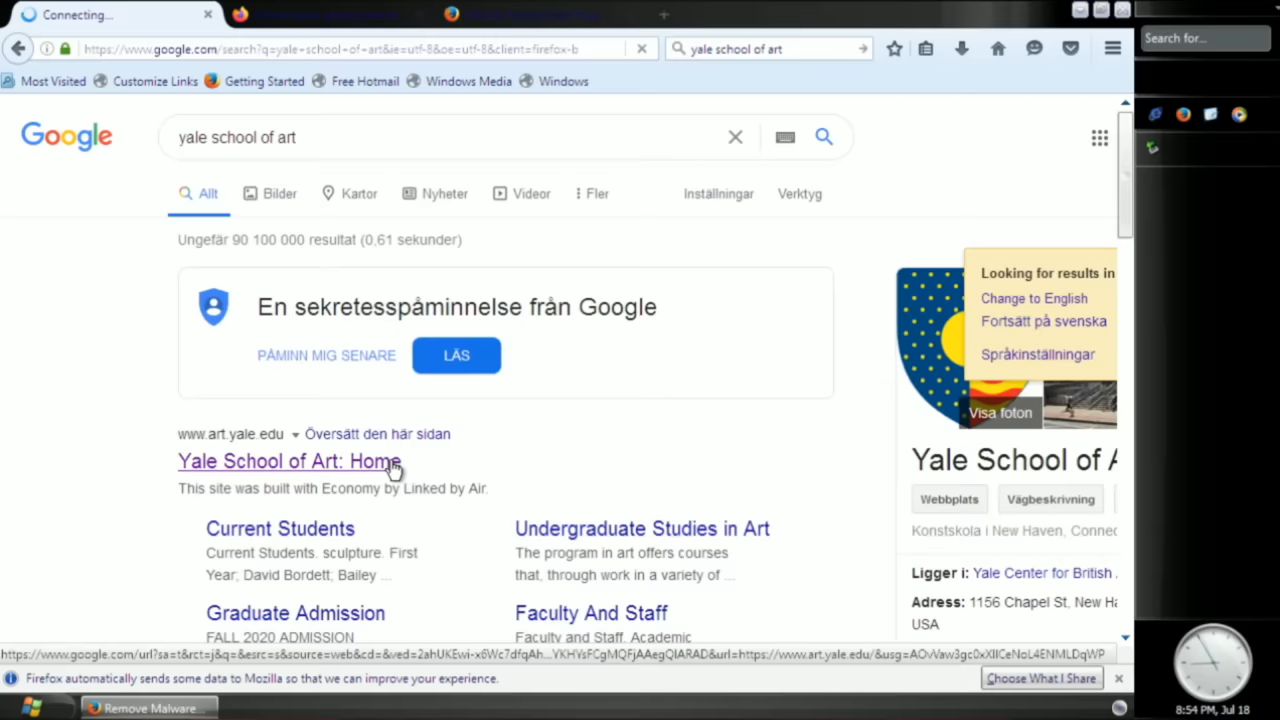 Connecting...
https://www.google.com/search?q=yale+school+of+art&ie=utf-8&oe=utf-8&client=firefox-b
yale school of art
Search for...
Most Visited Customize Links Getting Started Free Hotmail Windows Media Windows
Google yale school of art
Allt Bilder Kartor Nyheter Videor Fler Inställningar Verktyg
Ungefär 90 100 000 resultat (0,61 sekunder)
En sekretesspåminnelse från Google
PÅMINN MIG SENARE LÄS
Looking for results in
Change to English
Fortsätt på svenska
Språkinställningar
Visa foton
www.art.yale.edu Översätt den här sidan
Yale School of Art: Home
This site was built with Economy by Linked by Air.
Current Students
Current Students. sculpture. First
Year; David Bordett; Bailey ...
Undergraduate Studies in Art
The program in art offers courses
that, through work in a variety of ...
Graduate Admission
FALL 2020 ADMISSION
Faculty And Staff
Faculty and Staff. Academic
Yale School of A
Webbplats Vägbeskrivning
Konstskola i New Haven, Connec
Ligger i: Yale Center for British
Adress: 1156 Chapel St, New Ha
USA
Firefox automatically sends some data to Mozilla so that we can improve your experience. Choose What I Share
Remove Malware...
8:54 PM, Jul 18